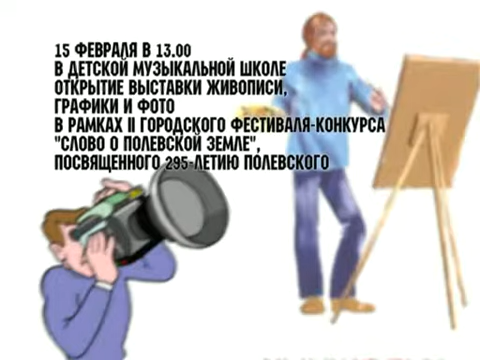 15 ФЕВРАЛЯ В 13.00
В ДЕТСКОЙ МУЗЫКАЛЬНОЙ ШКОЛЕ
ОТКРЫТИЕ ВЫСТАВКИ ЖИВОПИСИ,
ГРАФИКИ И ФОТО
В РАМКАХ II ГОРОДСКОГО ФЕСТИВАЛЯ-КОНКУРСА
"СЛОВО О ПОЛЕВСКОЙ ЗЕМЛЕ",
ПОСВЯЩЕННОГО 295-ЛЕТИЮ ПОЛЕВСКОГО